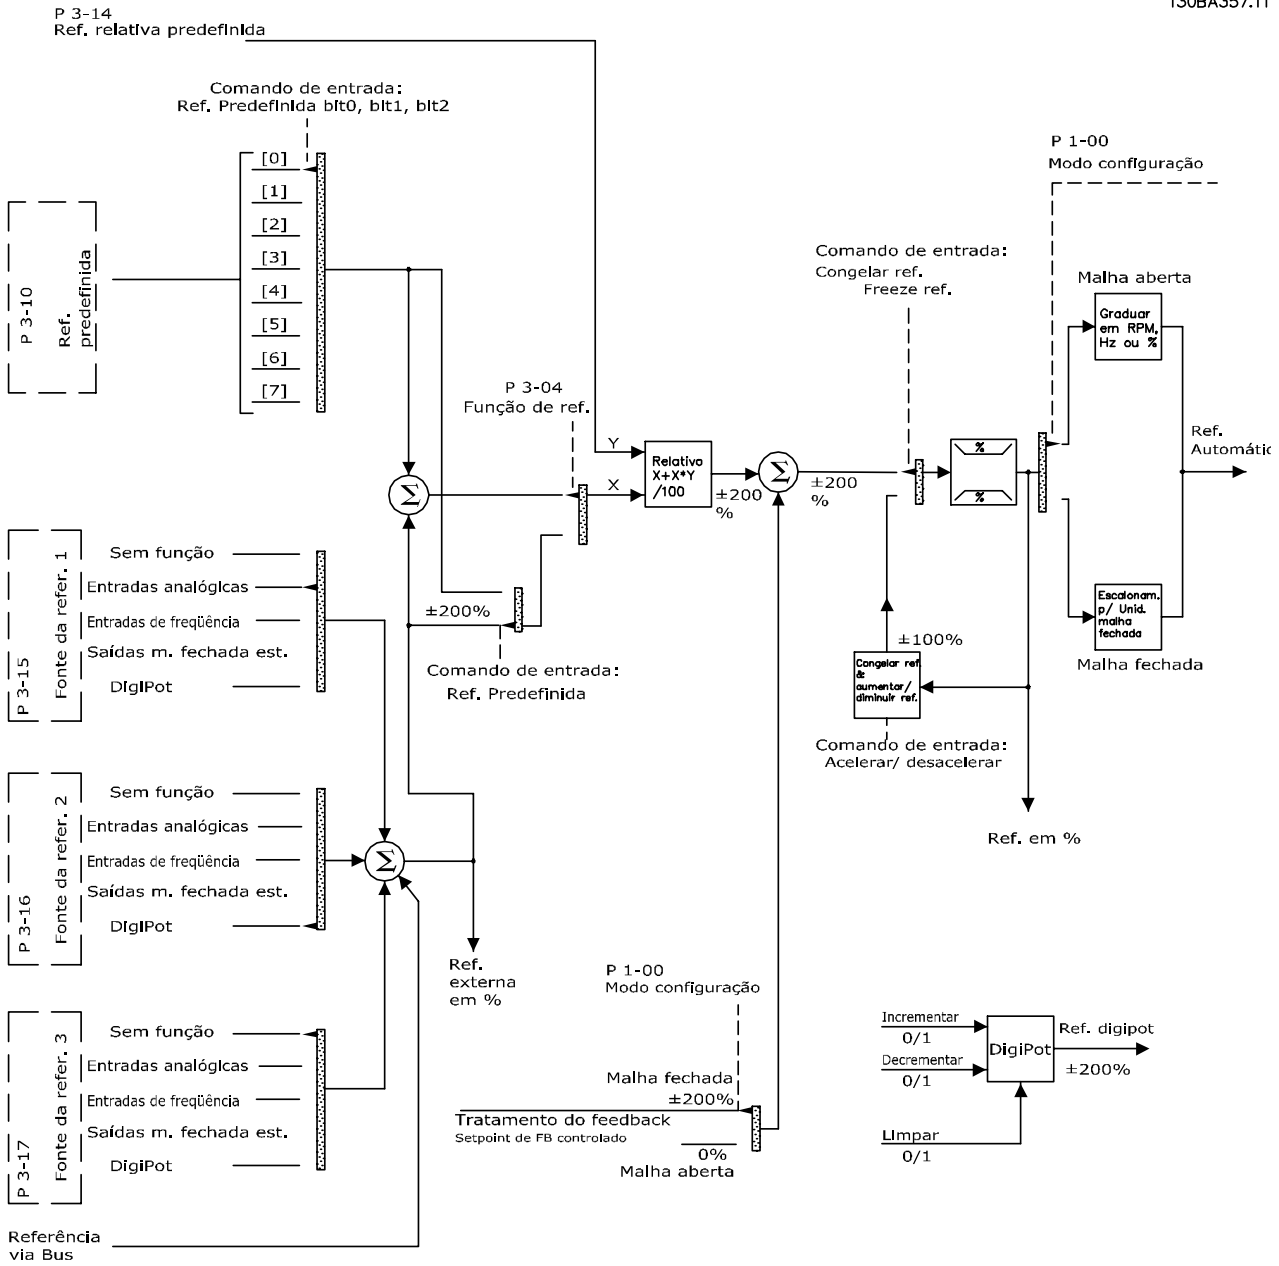 130BA357.11
P 3-14
Ref. relativa predefinida
Comando de entrada:
Ref. Predefinida bit0, bit1, bit2
P 3-10
Ref.
predefinida
[0]
[1]
[2]
[3]
[4]
[5]
[6]
[7]
P 1-00
Modo configuração
Comando de entrada:
Congelar ref.
Freeze ref.
Malha aberta
Graduar
em RPM,
Hz ou %
P 3-04
Função de ref.
Y
X
Relativo
X+X*Y
/100
±200
%
Σ
±200
%
%
%
Ref.
Automátic
Σ
P 3-15
Fonte da refer. 1
Sem função
Entradas analógicas
Entradas de freqüência
Saídas m. fechada est.
DigiPot
±200%
Comando de entrada:
Ref. Predefinida
±100%
Congelar ref.
&
aumentar/
diminuir ref.
Comando de entrada:
Acelerar/ desacelerar
Escalonam.
p/ Unid.
malha
fechada
Malha fechada
Ref. em %
P 3-16
Fonte da refer. 2
Sem função
Entradas analógicas
Entradas de freqüência
Saídas m. fechada est.
DigiPot
Σ
Ref.
externa
em %
P 1-00
Modo configuração
Malha fechada
±200%
Tratamento do feedback
Setpoint de FB controlado
0%
Malha aberta
P 3-17
Fonte da refer. 3
Sem função
Entradas analógicas
Entradas de freqüência
Saídas m. fechada est.
DigiPot
Referência
via Bus
Incrementar
0/1
Decrementar
0/1
DigiPot
Ref. digipot
±200%
Limpar
0/1